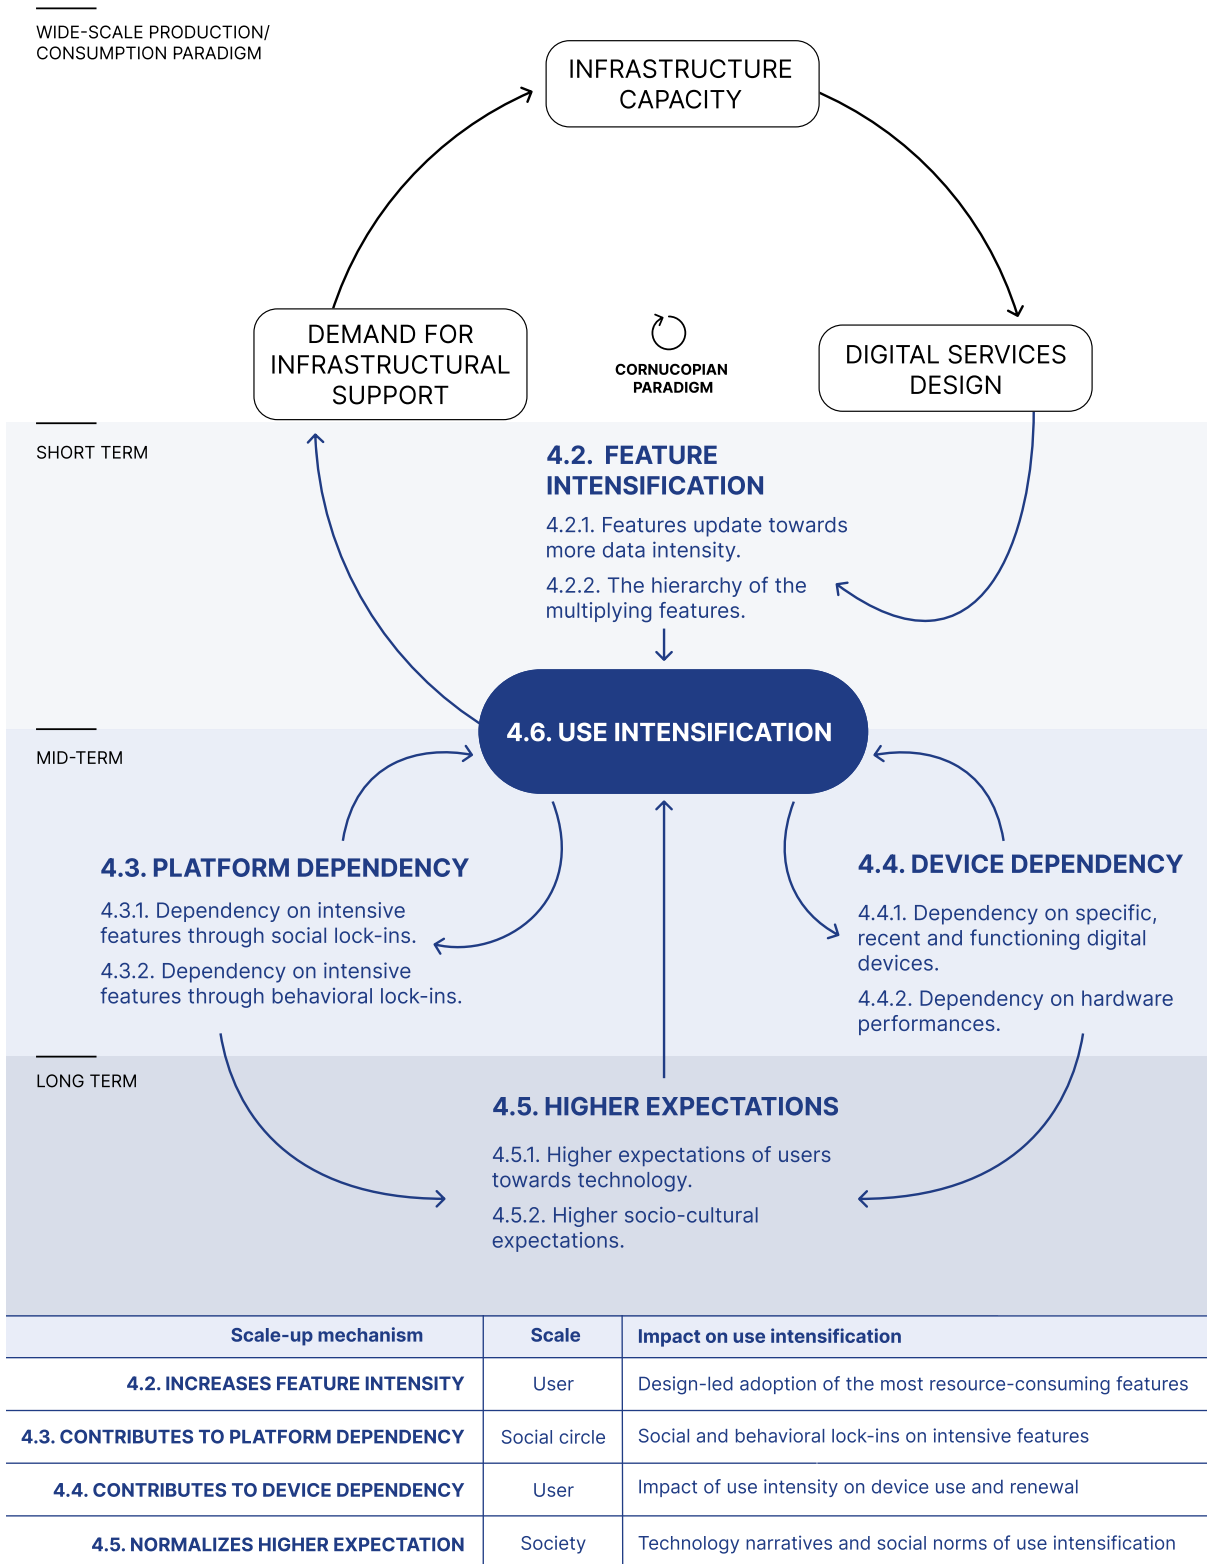 WIDE-SCALE PRODUCTION/
CONSUMPTION PARADIGM
INFRASTRUCTURE
CAPACITY
DEMAND FOR
INFRASTRUCTURAL
SUPPORT
CORNUCOPIAN
PARADIGM
DIGITAL SERVICES
DESIGN
SHORT TERM
4.2. FEATURE
INTENSIFICATION
4.2.1. Features update towards
more data intensity.
4.2.2. The hierarchy of the
multiplying features.
4.6. USE INTENSIFICATION
MID-TERM
4.3. PLATFORM DEPENDENCY
4.3.1. Dependency on intensive
features through social lock-ins.
4.3.2. Dependency on intensive
features through behavioral lock-ins.
4.4. DEVICE DEPENDENCY
4.4.1. Dependency on specific,
recent and functioning digital
devices.
4.4.2. Dependency on hardware
performances.
LONG TERM
4.5. HIGHER EXPECTATIONS
4.5.1. Higher expectations of users
towards technology.
4.5.2. Higher socio-cultural
expectations.
Scale-up mechanism Scale Impact on use intensification
4.2. INCREASES FEATURE INTENSITY User Design-led adoption of the most resource-consuming features
4.3. CONTRIBUTES TO PLATFORM DEPENDENCY Social circle Social and behavioral lock-ins on intensive features
4.4. CONTRIBUTES TO DEVICE DEPENDENCY User Impact of use intensity on device use and renewal
4.5. NORMALIZES HIGHER EXPECTATION Society Technology narratives and social norms of use intensification